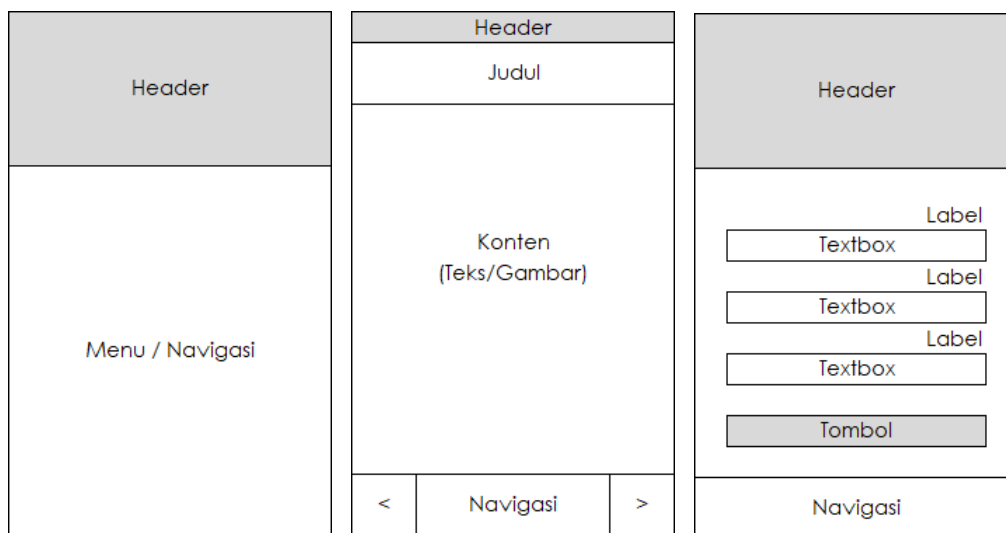 Header
Menu / Navigasi
Header
Judul
Konten
(Teks/Gambar)
< Navigasi >
Header
Label
Textbox
Label
Textbox
Label
Textbox
Tombol
Navigasi